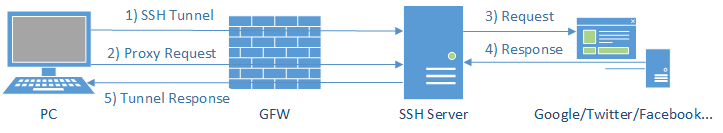 1) SSH Tunnel
3) Request
2) Proxy Request
4) Response
5) Tunnel Response
PC
GFW
SSH Server
Google/Twitter/Facebook...